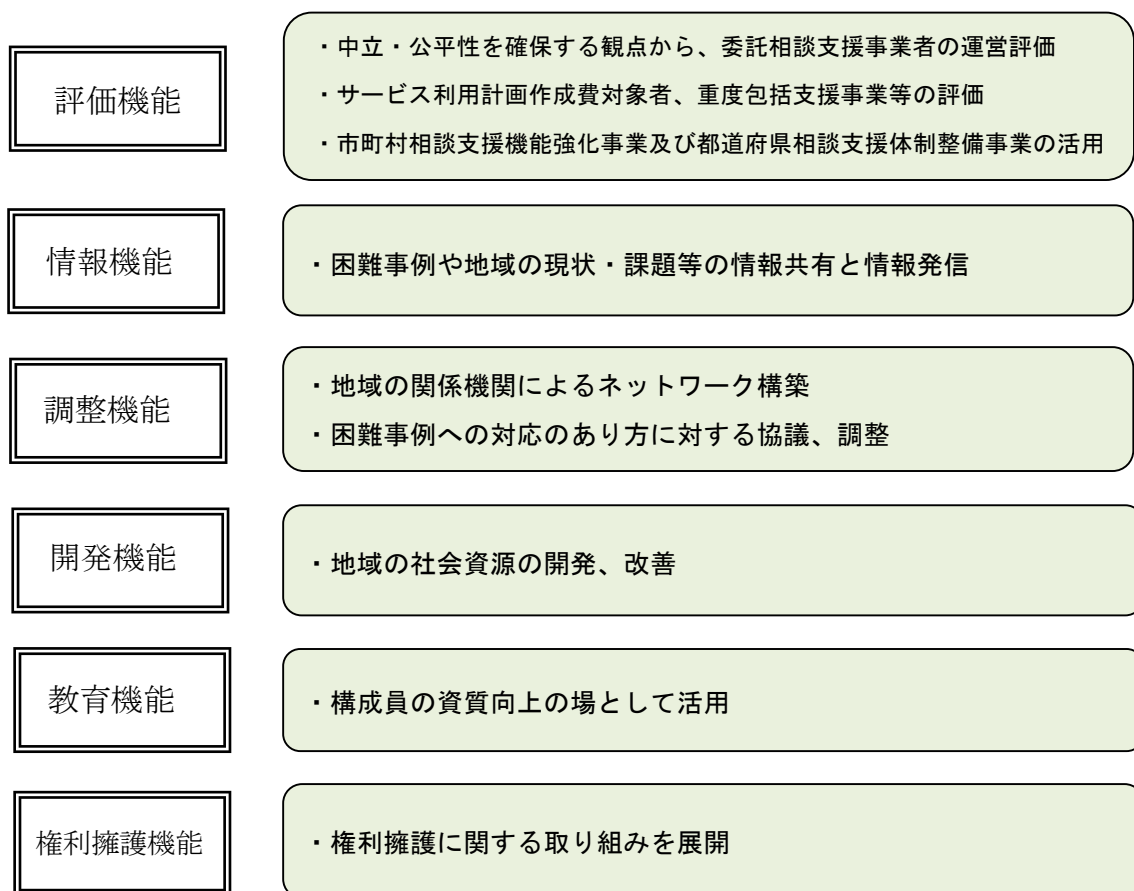 評価機能
・中立・公平性を確保する観点から、委託相談支援事業者の運営評価
・サービス利用計画作成費対象者、重度包括支援事業等の評価
・市町村相談支援機能強化事業及び都道府県相談支援体制整備事業の活用
情報機能
・困難事例や地域の現状・課題等の情報共有と情報発信
調整機能
・地域の関係機関によるネットワーク構築
・困難事例への対応のあり方に対する協議、調整
開発機能
・地域の社会資源の開発、改善
教育機能
・構成員の資質向上の場として活用
権利擁護機能
・権利擁護に関する取り組みを展開